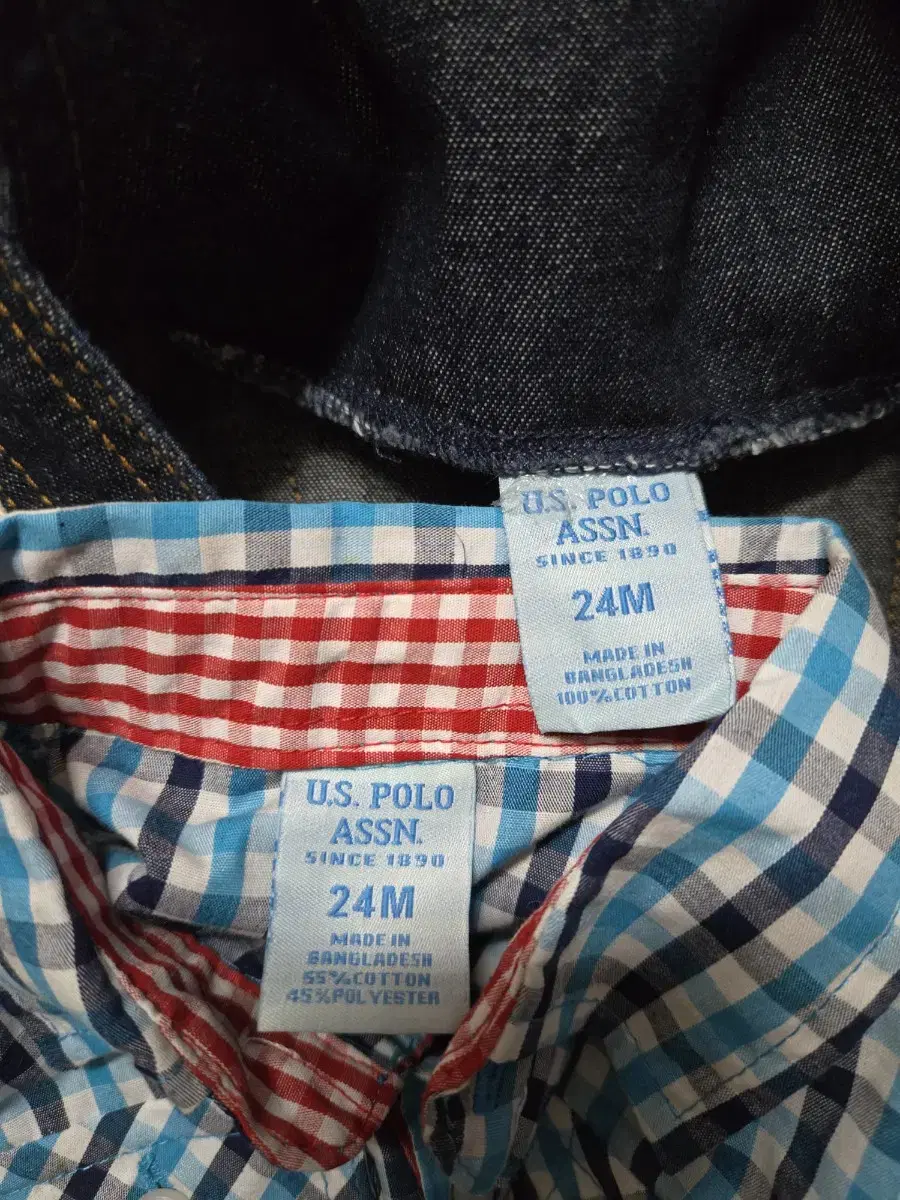 U.S. POLO
ASSN.
SINCE 1890
24M
MADE IN
BANGLADESH
100%COTTON
U.S. POLO
ASSN.
SINCE 1890
24M
MADE IN
BANGLADESH
55%COTTON
45%POLYESTER